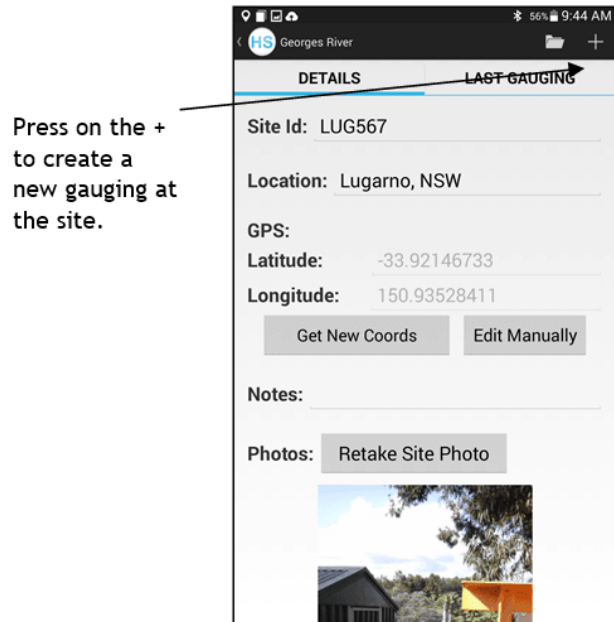 56% 9:44 AM
HS Georges River
DETAILS LAST GAUGING
Press on the +
to create a
new gauging at
the site.
Site Id: LUG567
Location: Lugarno, NSW
GPS:
Latitude: -33.92146733
Longitude: 150.93528411
Get New Coords Edit Manually
Notes:
Photos: Retake Site Photo